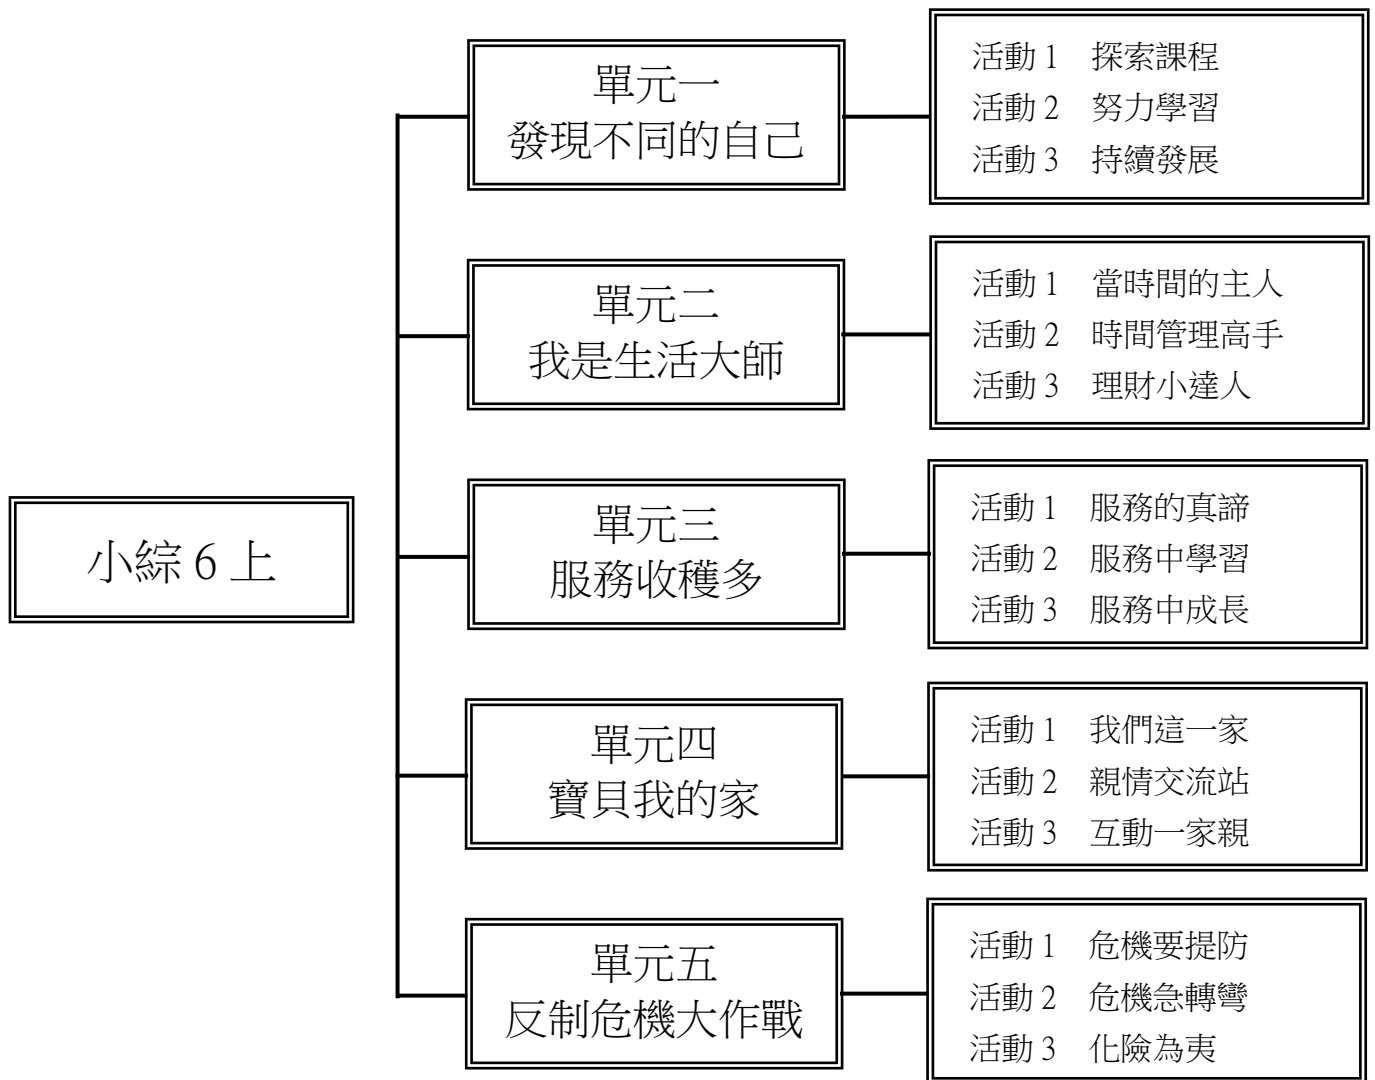 小綜 6 上
單元一
發現不同的自己
活動 1　探索課程
活動 2　努力學習
活動 3　持續發展
單元二
我是生活大師
活動 1　當時間的主人
活動 2　時間管理高手
活動 3　理財小達人
單元三
服務收穫多
活動 1　服務的真諦
活動 2　服務中學習
活動 3　服務中成長
單元四
寶貝我的家
活動 1　我們這一家
活動 2　親情交流站
活動 3　互動一家親
單元五
反制危機大作戰
活動 1　危機要提防
活動 2　危機急轉彎
活動 3　化險為夷